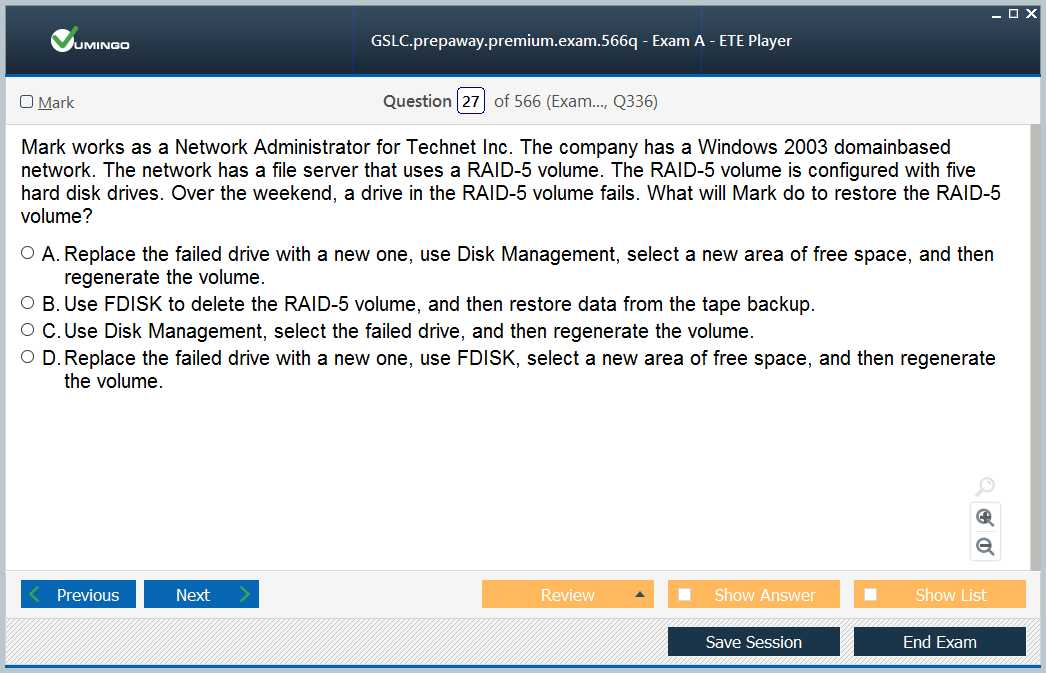 VUMINGO
GSLC.prepaway.premium.exam.566q - Exam A - ETE Player
Mark
Question 27 of 566 (Exam..., Q336)
Mark works as a Network Administrator for Technet Inc. The company has a Windows 2003 domainbased
network. The network has a file server that uses a RAID-5 volume. The RAID-5 volume is configured with five
hard disk drives. Over the weekend, a drive in the RAID-5 volume fails. What will Mark do to restore the RAID-5
volume?
A. Replace the failed drive with a new one, use Disk Management, select a new area of free space, and then
regenerate the volume.
B. Use FDISK to delete the RAID-5 volume, and then restore data from the tape backup.
C. Use Disk Management, select the failed drive, and then regenerate the volume.
D. Replace the failed drive with a new one, use FDISK, select a new area of free space, and then regenerate
the volume.
Previous Next Review Show Answer Show List
Save Session End Exam